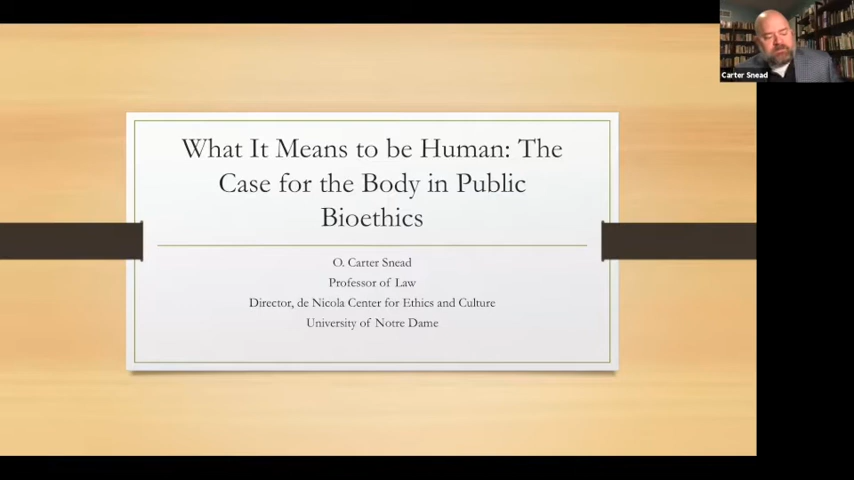 Carter Snead
What It Means to be Human: The
Case for the Body in Public
Bioethics
O. Carter Snead
Professor of Law
Director, de Nicola Center for Ethics and Culture
University of Notre Dame